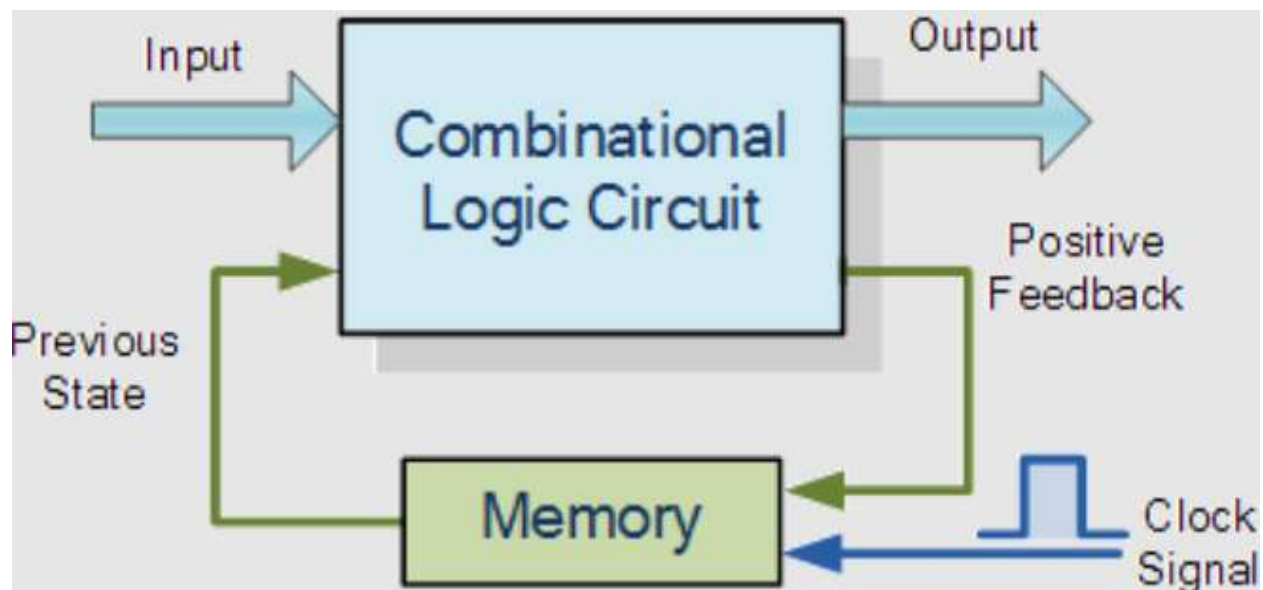 Input
Output
Combinational
Logic Circuit
Positive
Feedback
Previous
State
Memory
Clock
Signal